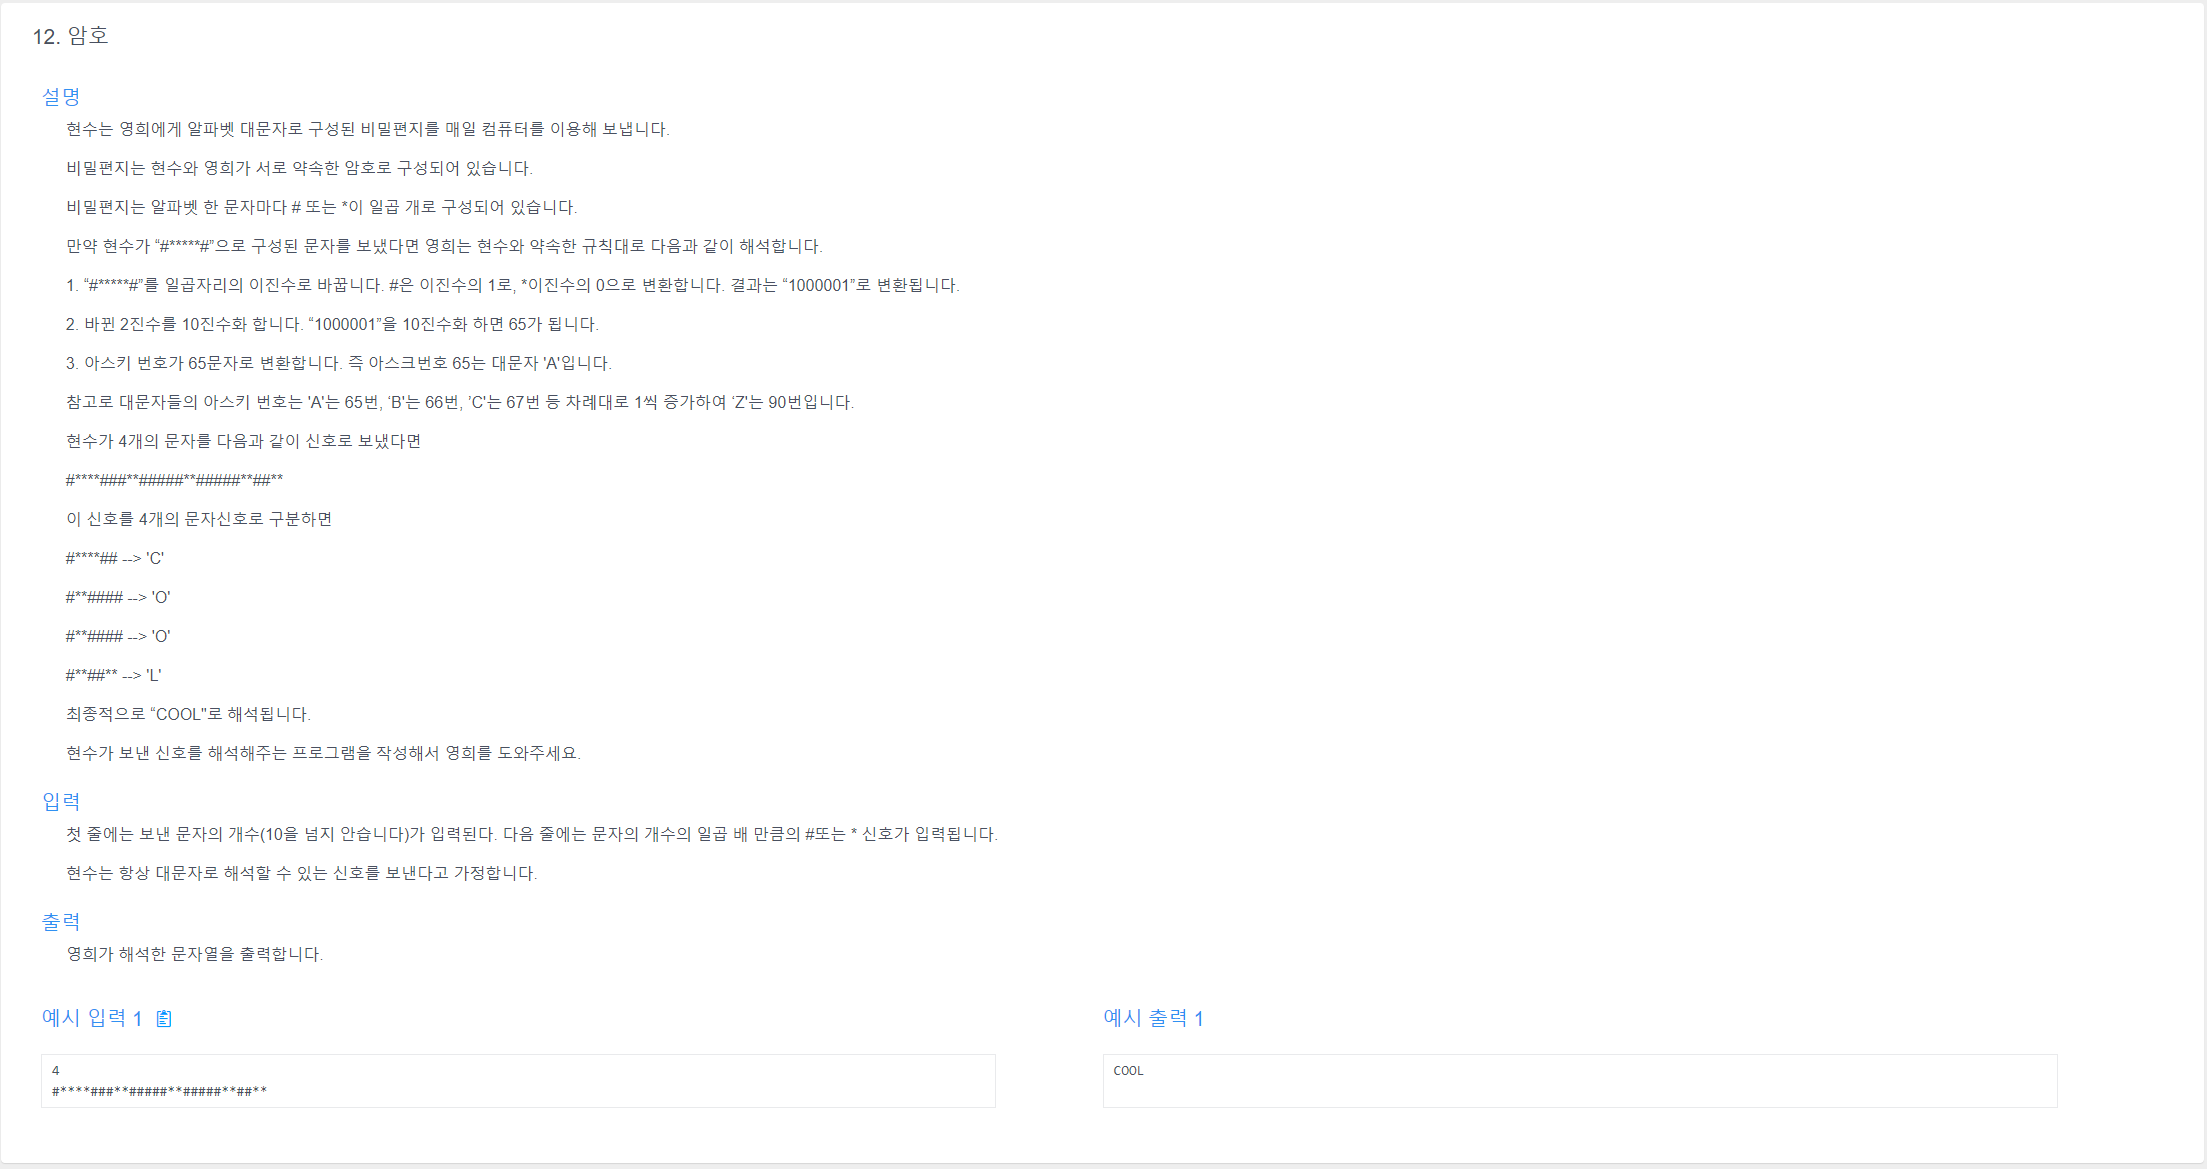 12. 암호
설명
현수는 영희에게 알파벳 대문자로 구성된 비밀편지를 매일 컴퓨터를 이용해 보냅니다.
비밀편지는 현수와 영희가 서로 약속한 암호로 구성되어 있습니다.
비밀편지는 알파벳 한 문자마다 # 또는 *이 일곱 개로 구성되어 있습니다.
만약 현수가 “#*****#”으로 구성된 문자를 보냈다면 영희는 현수와 약속한 규칙대로 다음과 같이 해석합니다.
1. “#*****#”를 일곱자리의 이진수로 바꿉니다. #은 이진수의 1로, *이진수의 0으로 변환합니다. 결과는 “1000001”로 변환됩니다.
2. 바뀐 2진수를 10진수화 합니다. “1000001”을 10진수화 하면 65가 됩니다.
3. 아스키 번호가 65문자로 변환합니다. 즉 아스크번호 65는 대문자 'A'입니다.
참고로 대문자들의 아스키 번호는 'A'는 65번, ‘B'는 66번, ’C'는 67번 등 차례대로 1씩 증가하여 ‘Z'는 90번입니다.
현수가 4개의 문자를 다음과 같이 신호로 보냈다면
#****###**#####**#####**##**
이 신호를 4개의 문자신호로 구분하면
#****## --> 'C'
#**#### --> 'O'
#**#### --> 'O'
#**##** --> 'L'
최종적으로 “COOL"로 해석됩니다.
현수가 보낸 신호를 해석해주는 프로그램을 작성해서 영희를 도와주세요.
입력
첫 줄에는 보낸 문자의 개수(10을 넘지 안습니다)가 입력된다. 다음 줄에는 문자의 개수의 일곱 배 만큼의 #또는 * 신호가 입력됩니다.
현수는 항상 대문자로 해석할 수 있는 신호를 보낸다고 가정합니다.
출력
영희가 해석한 문자열을 출력합니다.
예시 입력 1
4
#****###**#####**#####**##**
예시 출력 1
COOL